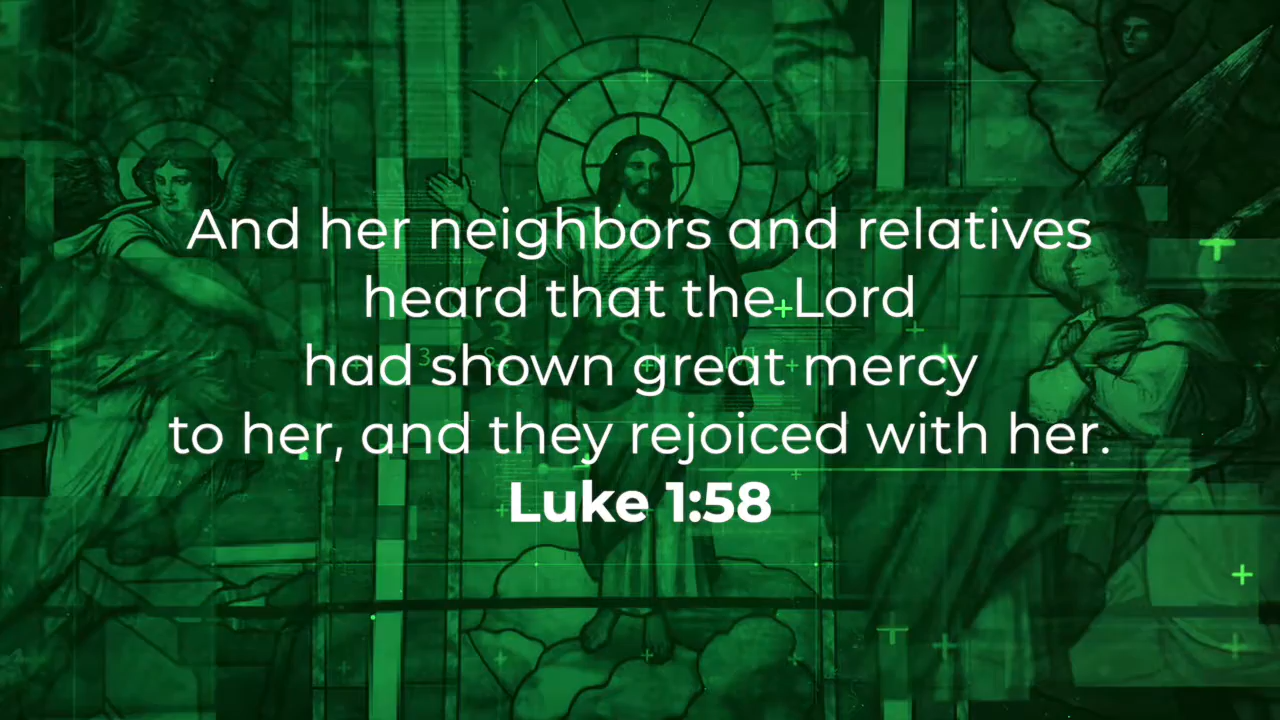 And her neighbors and relatives
heard that the Lord
had shown great mercy
to her, and they rejoiced with her.
Luke 1:58